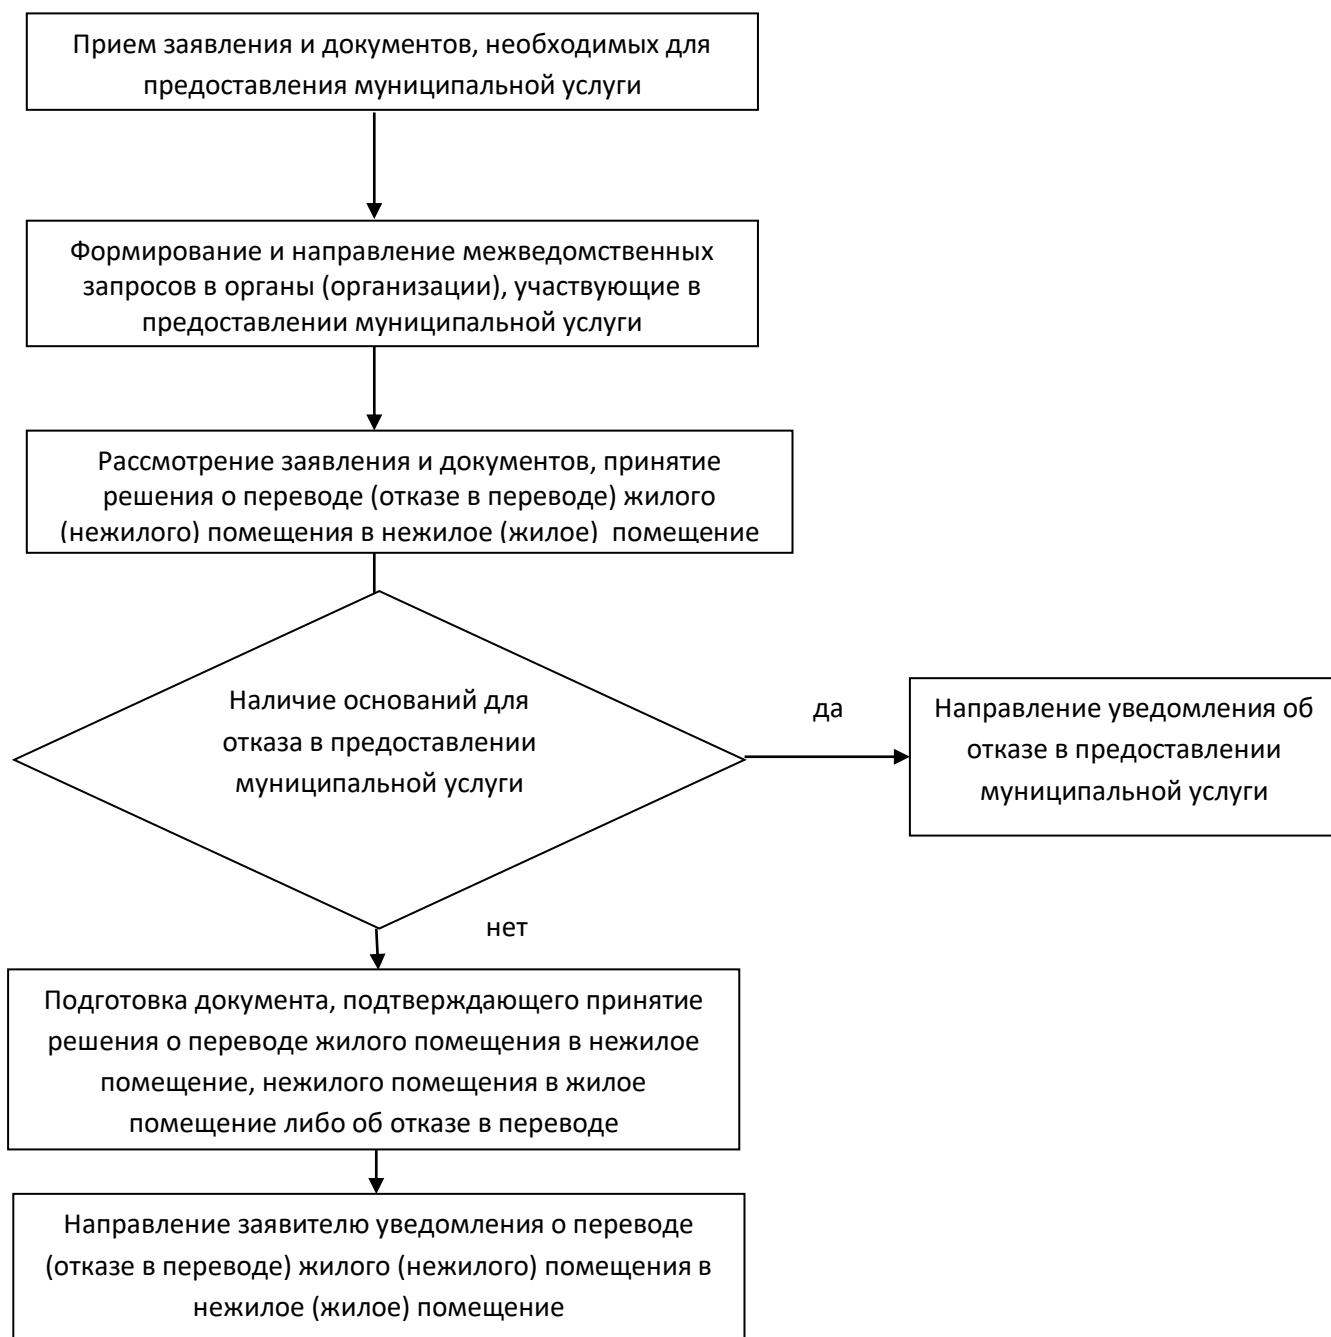 Прием заявления и документов, необходимых для
предоставления муниципальной услуги
Формирование и направление межведомственных
запросов в органы (организации), участвующие в
предоставлении муниципальной услуги
Рассмотрение заявления и документов, принятие
решения о переводе (отказе в переводе) жилого
(нежилого) помещения в нежилое (жилое)  помещение
Наличие оснований для
отказа в предоставлении
муниципальной услуги
да
Направление уведомления об
отказе в предоставлении
муниципальной услуги
нет
Подготовка документа, подтверждающего принятие
решения о переводе жилого помещения в нежилое
помещение, нежилого помещения в жилое
помещение либо об отказе в переводе
Направление заявителю уведомления о переводе
(отказе в переводе) жилого (нежилого) помещения в
нежилое (жилое) помещение